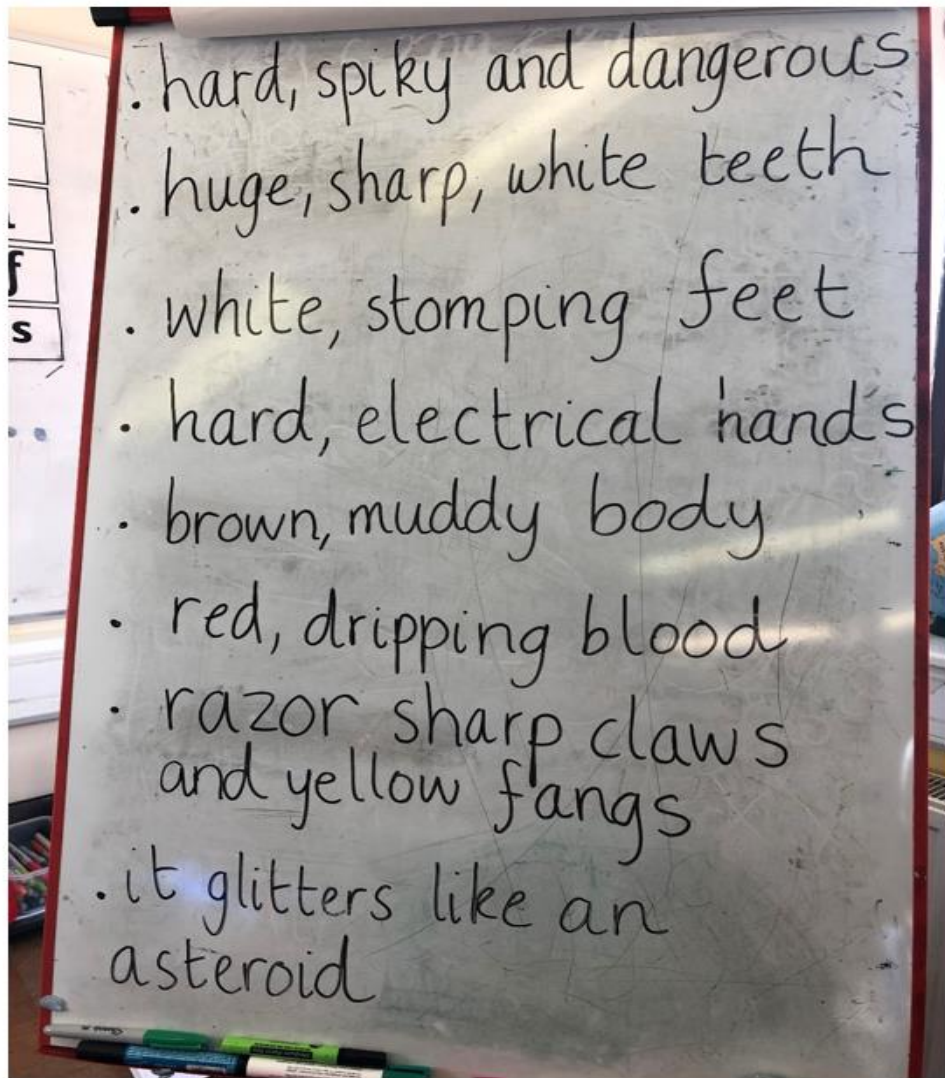 . hard, spiky and dangerous
. huge, sharp, white teeth
. white, stomping feet
. hard, electrical hands
. brown, muddy body
. red, dripping blood
. razor sharp claws
and yellow fangs
. it glitters like an
asteroid
f
s